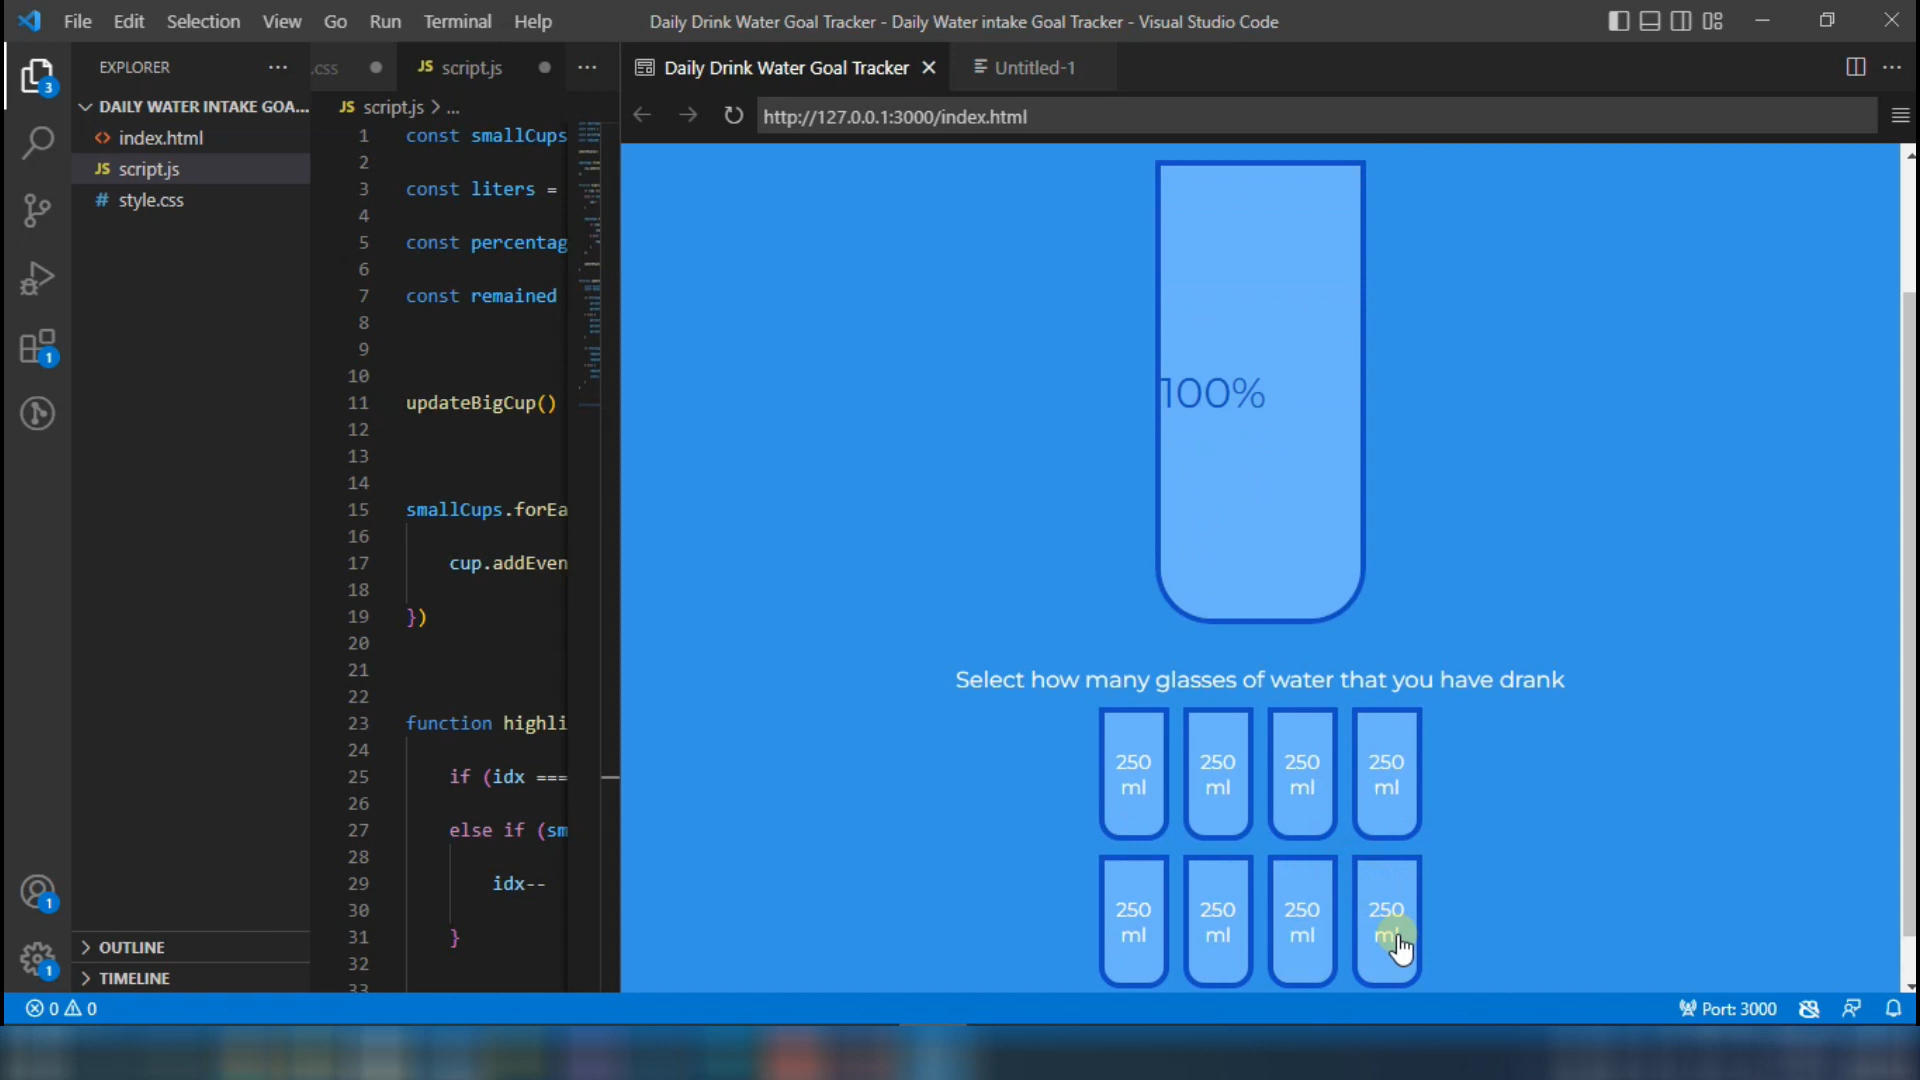 File Edit Selection View Go Run Terminal Help
Daily Drink Water Goal Tracker - Daily Water intake Goal Tracker - Visual Studio Code
EXPLORER
.css
JS script.js
Daily Drink Water Goal Tracker
Untitled-1
DAILY WATER INTAKE GOA...
JS script.js > ...
http://127.0.0.1:3000/index.html
<> index.html
JS script.js
# style.css
1 const smallCups
2
3 const liters =
4
5 const percentag
6
7 const remained
8
9
10
11 updateBigCup()
12
13
14
15 smallCups.forEa
16
17 cup.addEven
18
19 })
20
21
22
23 function highli
24
25 if (idx ===
26
27 else if (sm
28
29 idx--
30
31 }
32
33
100%
Select how many glasses of water that you have drank
250 ml
250 ml
250 ml
250 ml
250 ml
250 ml
250 ml
250 ml
3
1
1
1
OUTLINE
TIMELINE
0 0
Port: 3000